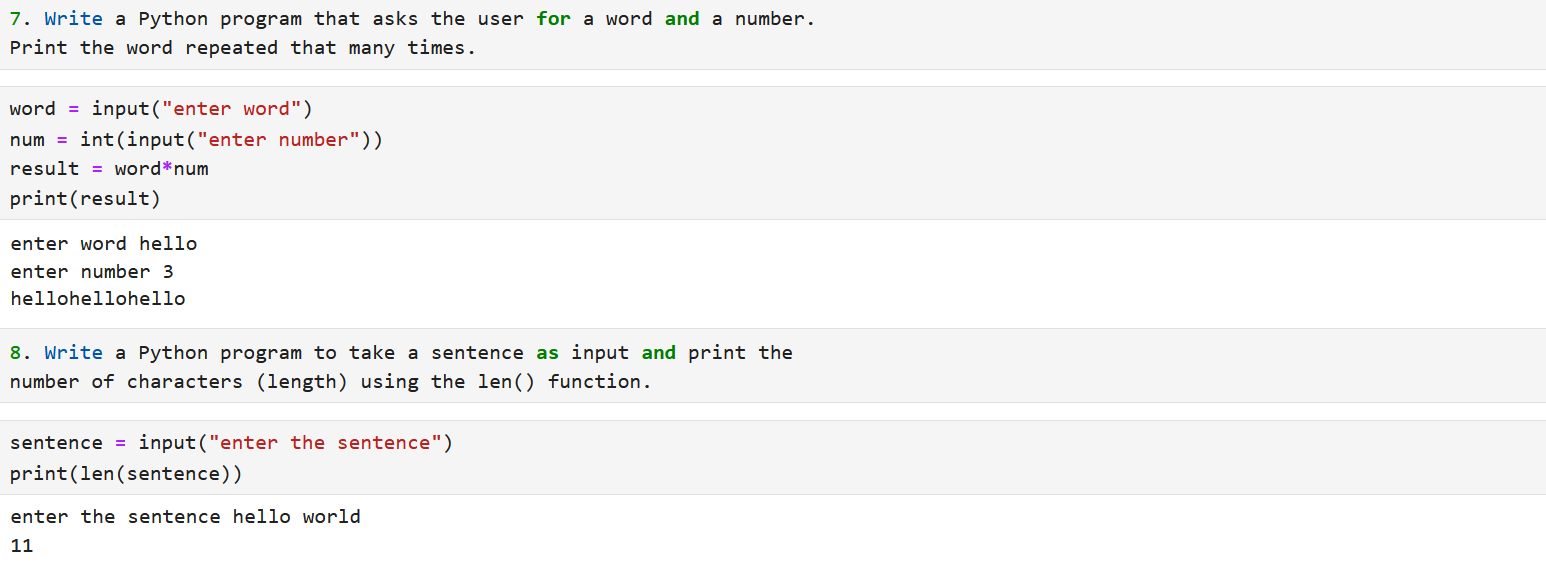 7. Write a Python program that asks the user for a word and a number.
Print the word repeated that many times.
word = input("enter word")
num = int(input("enter number"))
result = word*num
print(result)
enter word hello
enter number 3
hellohellohello
8. Write a Python program to take a sentence as input and print the
number of characters (length) using the len() function.
sentence = input("enter the sentence")
print(len(sentence))
enter the sentence hello world
11